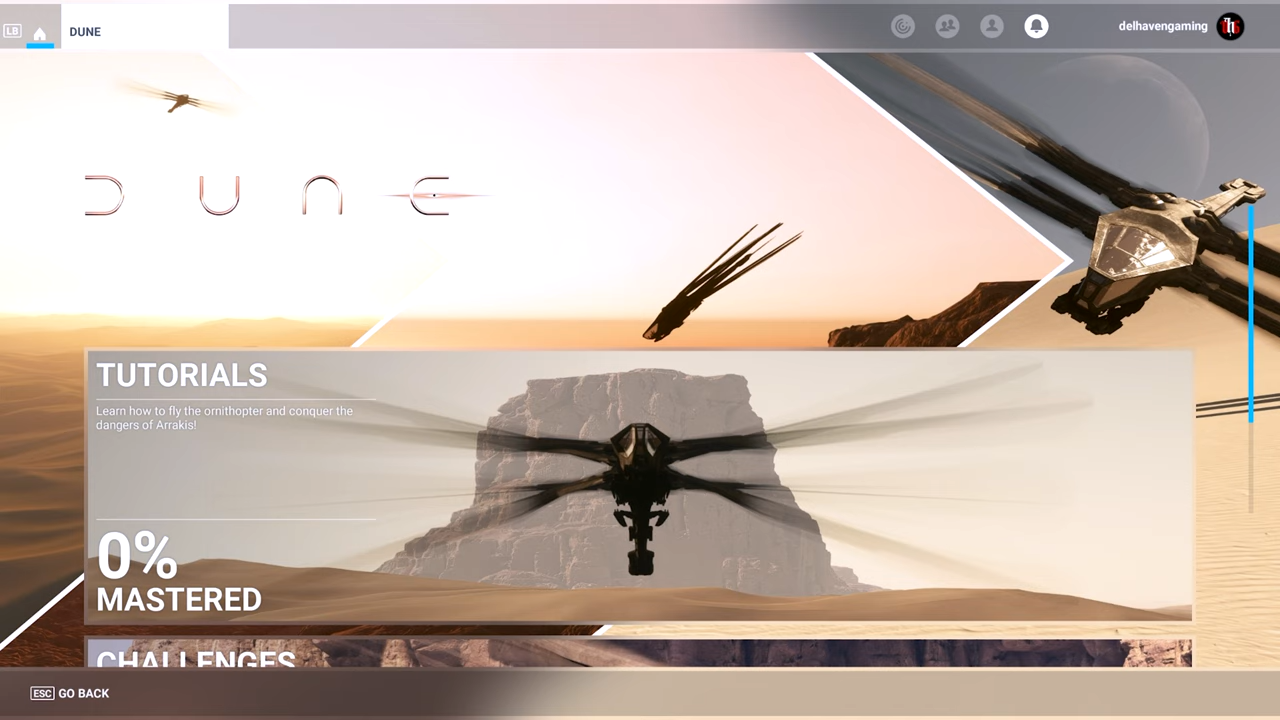 LB
DUNE
delhavengaming
DUNE
TUTORIALS
Learn how to fly the ornithopter and conquer the
dangers of Arrakis!
0%
MASTERED
CHALLENGES
ESC GO BACK